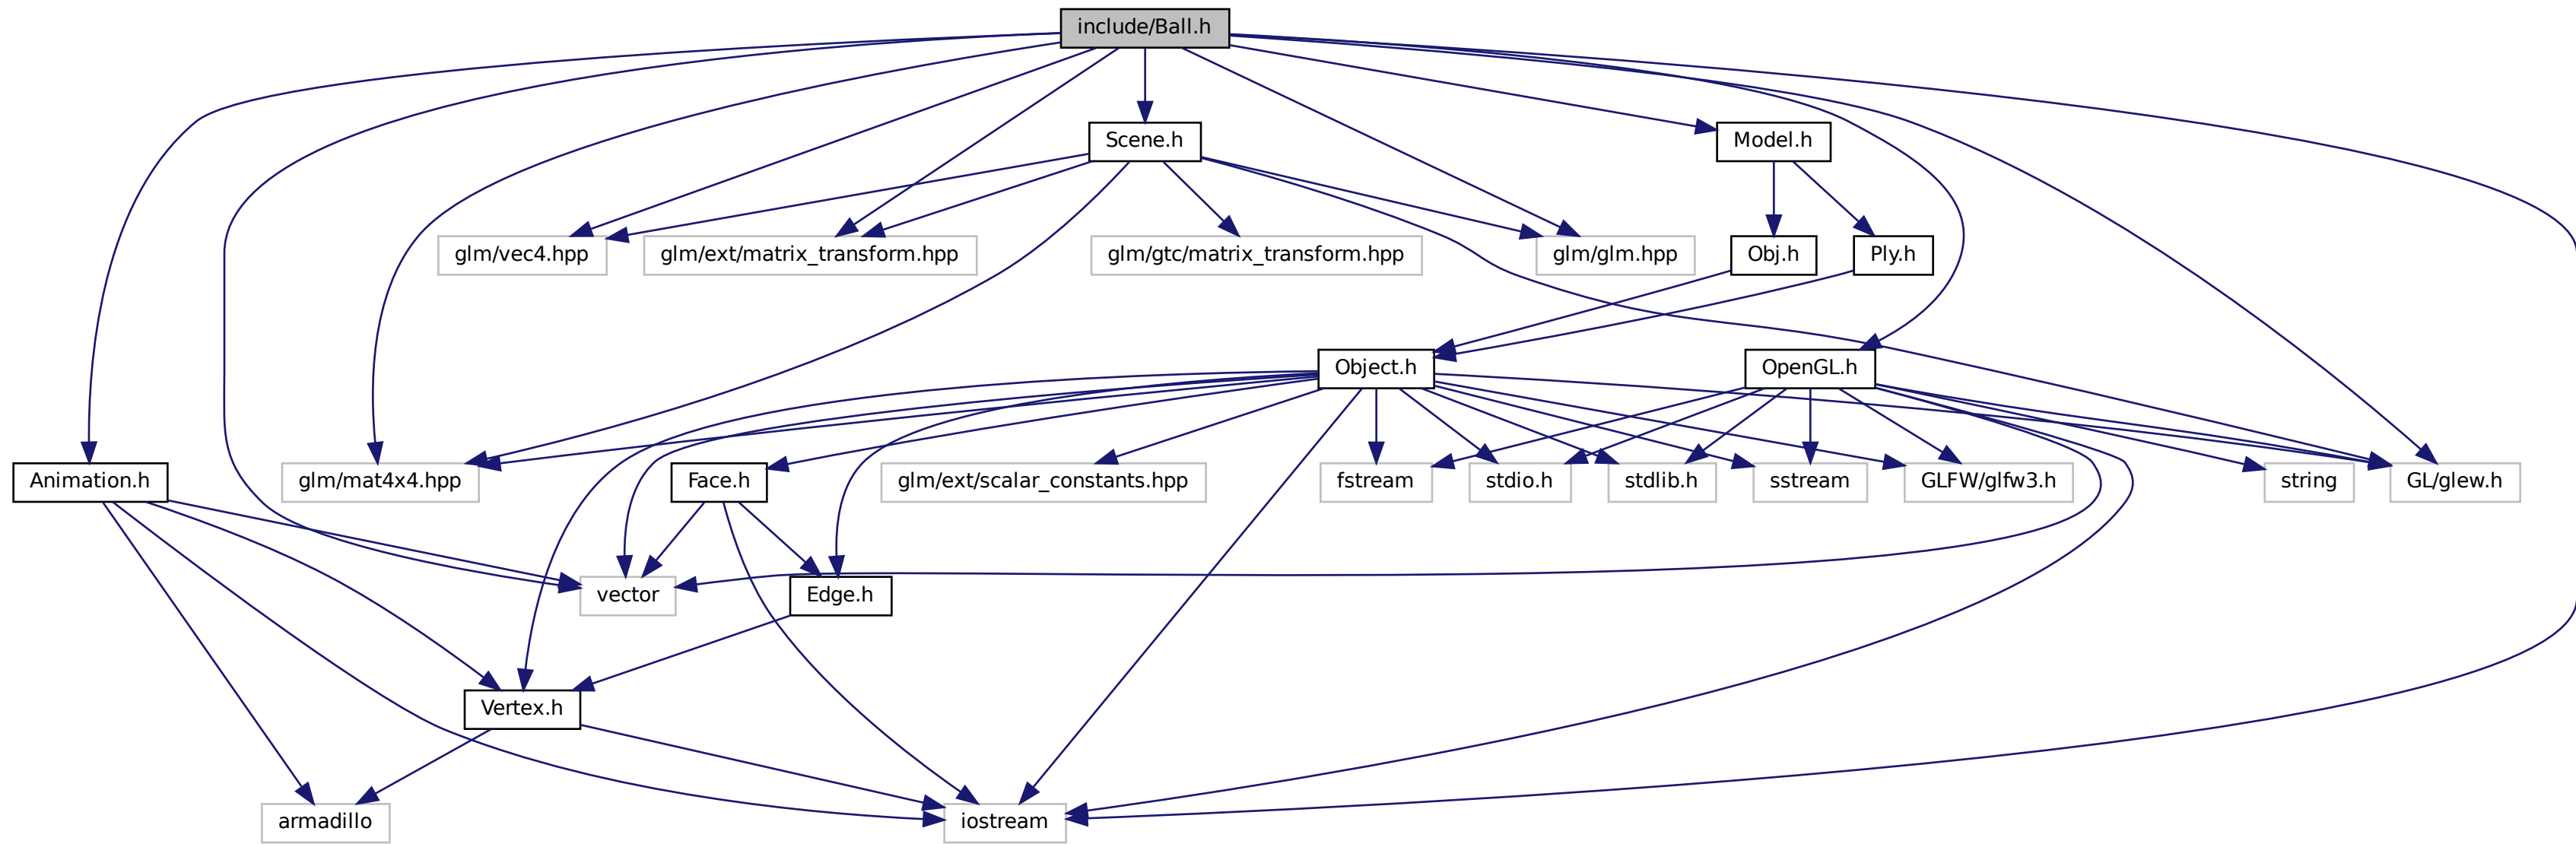 include/Ball.h
Scene.h
Model.h
glm/vec4.hpp
glm/ext/matrix_transform.hpp
glm/gtc/matrix_transform.hpp
glm/glm.hpp
Obj.h
Ply.h
Object.h
OpenGL.h
Animation.h
glm/mat4x4.hpp
Face.h
glm/ext/scalar_constants.hpp
fstream
stdio.h
stdlib.h
sstream
GLFW/glfw3.h
string
GL/glew.h
vector
Edge.h
Vertex.h
armadillo
iostream